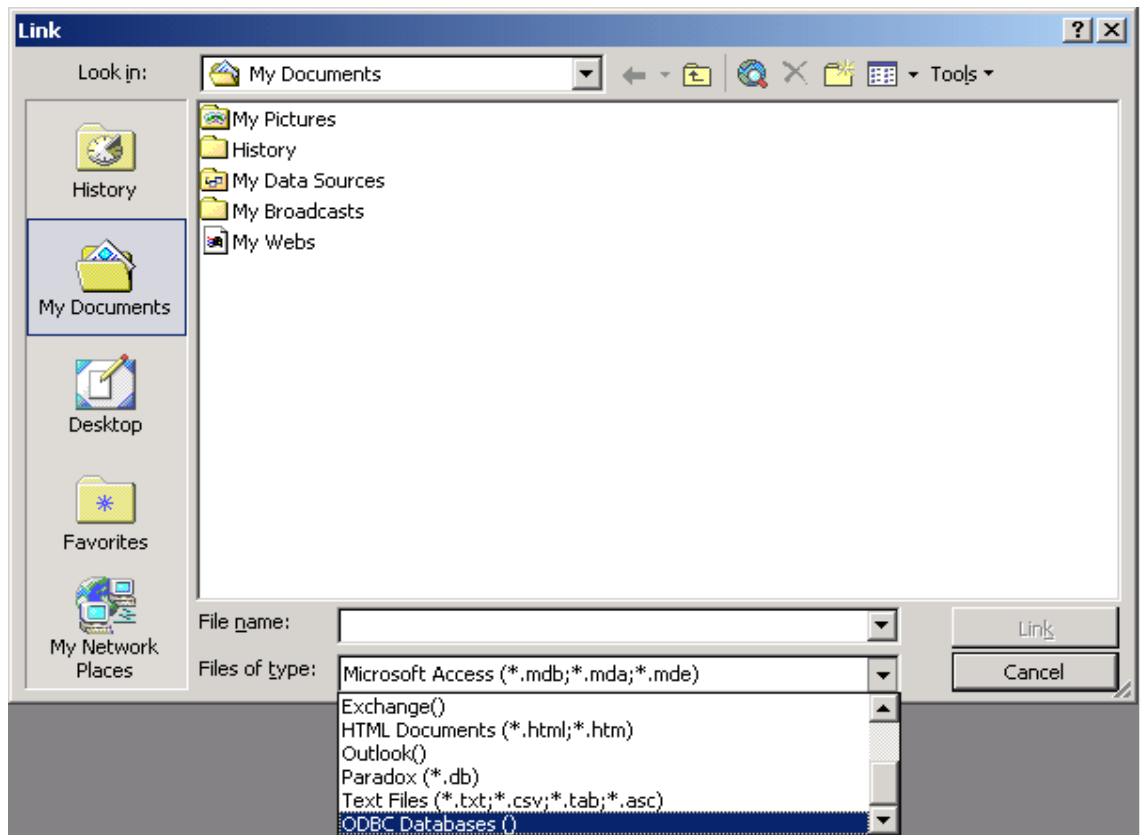 Link
Look in:
My Documents
Tools
My Pictures
History
My Data Sources
My Broadcasts
My Webs
History
My Documents
Desktop
Favorites
My Network
Places
File name:
Link
Files of type:
Microsoft Access (*.mdb;*.mda;*.mde)
Cancel
Exchange()
HTML Documents (*.html;*.htm)
Outlook()
Paradox (*.db)
Text Files (*.txt;*.csv;*.tab;*.asc)
ODBC Databases ()